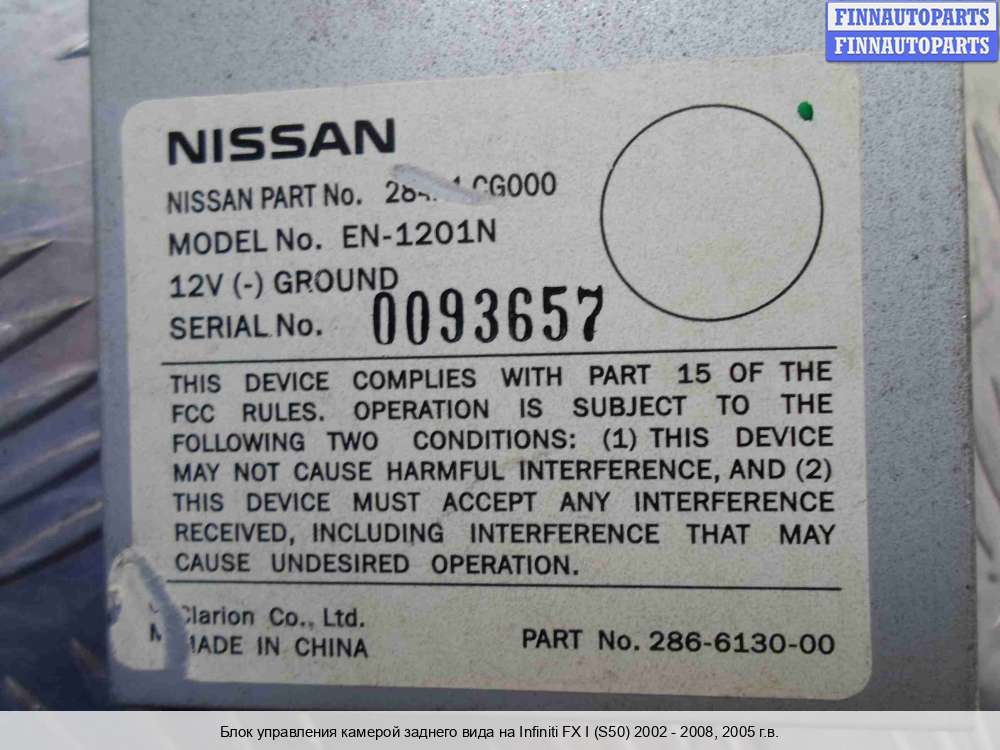 FINNAUTOPARTS
FINNAUTOPARTS
NISSAN
NISSAN PART No. CG000
MODEL No. EN-1201N
12V (-) GROUND
SERIAL No. 0093657
THIS DEVICE COMPLIES WITH PART 15 OF THE
FCC RULES. OPERATION IS SUBJECT TO THE
FOLLOWING TWO CONDITIONS: (1) THIS DEVICE
MAY NOT CAUSE HARMFUL INTERFERENCE, AND (2)
THIS DEVICE MUST ACCEPT ANY INTERFERENCE
RECEIVED, INCLUDING INTERFERENCE THAT MAY
CAUSE UNDESIRED OPERATION.
Clarion Co., Ltd.
MADE IN CHINA
PART No. 286-6130-00
Блок управления камерой заднего вида на Infiniti FX I (S50) 2002 - 2008, 2005 г.в.